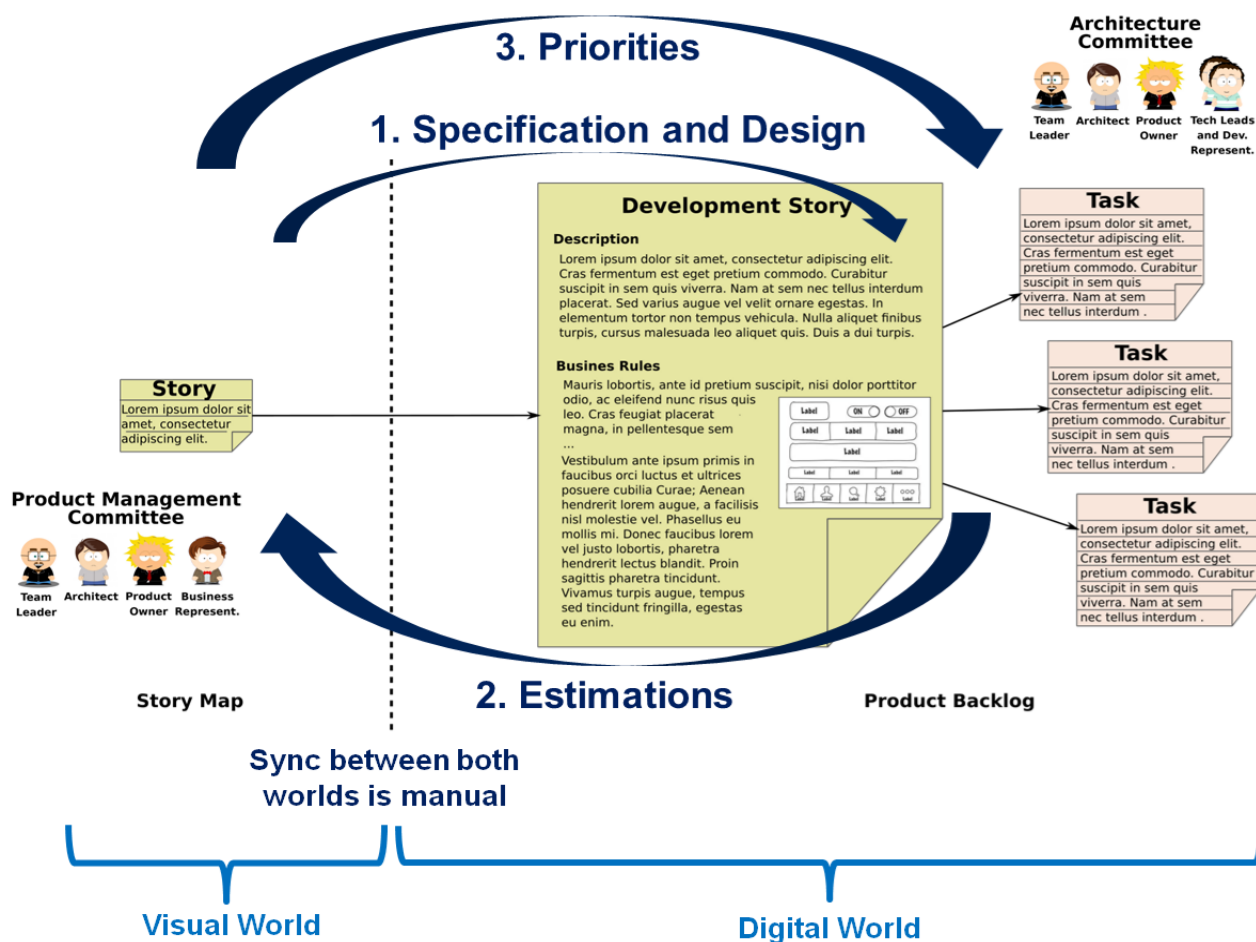 3. Priorities
Architecture
Committee
Team
Leader
Architect
Product
Owner
Tech Leads
and Dev.
Represent.
1. Specification and Design
Development Story
Description
Lorem ipsum dolor sit amet, consectetur adipiscing elit.
Cras fermentum est eget pretium commodo. Curabitur
suscipit in sem quis viverra. Nam at sem nec tellus interdum
placerat. Sed varius augue vel velit ornare egestas. In
elementum tortor non tempus vehicula. Nulla aliquet finibus
turpis, cursus malesuada leo aliquet quis. Duis a dui turpis.
Busines Rules
Mauris lobortis, ante id pretium suscipit, nisi dolor porttitor
odio, ac eleifend nunc risus quis
leo. Cras feugiat placerat
magna, in pellentesque sem
...
Vestibulum ante ipsum primis in
faucibus orci luctus et ultrices
posuere cubilia Curae; Aenean
hendrerit lorem augue, a facilisis
nisl molestie vel. Phasellus eu
mollis mi. Donec faucibus lorem
vel justo lobortis, pharetra
hendrerit lectus blandit. Proin
sagittis pharetra tincidunt.
Vivamus turpis augue, tempus
sed tincidunt fringilla, egestas
eu enim.
Label ON OFF
Label Label Label
Label
Label Label Label
Label Label Label Label Label
Task
Lorem ipsum dolor sit amet,
consectetur adipiscing elit.
Cras fermentum est eget
pretium commodo. Curabitur
suscipit in sem quis
viverra. Nam at sem
nec tellus interdum .
Task
Lorem ipsum dolor sit amet,
consectetur adipiscing elit.
Cras fermentum est eget
pretium commodo. Curabitur
suscipit in sem quis
viverra. Nam at sem
nec tellus interdum .
Task
Lorem ipsum dolor sit amet,
consectetur adipiscing elit.
Cras fermentum est eget
pretium commodo. Curabitur
suscipit in sem quis
viverra. Nam at sem
nec tellus interdum .
Story
Lorem ipsum dolor sit
amet, consectetur
adipiscing elit.
Product Management
Committee
Team
Leader
Architect
Product
Owner
Business
Represent.
2. Estimations
Story Map
Product Backlog
Sync between both
worlds is manual
Visual World
Digital World